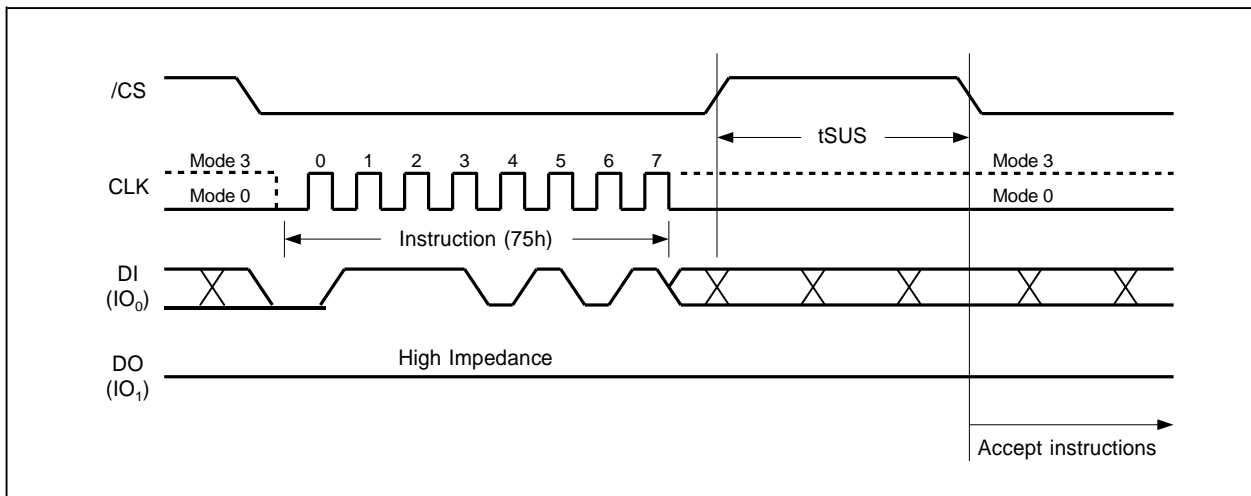 /CS
tSUS
Mode 3
0 1 2 3 4 5 6 7
Mode 3
CLK
Mode 0
Mode 0
Instruction (75h)
DI
(IO₀)
High Impedance
DO
(IO₁)
Accept instructions